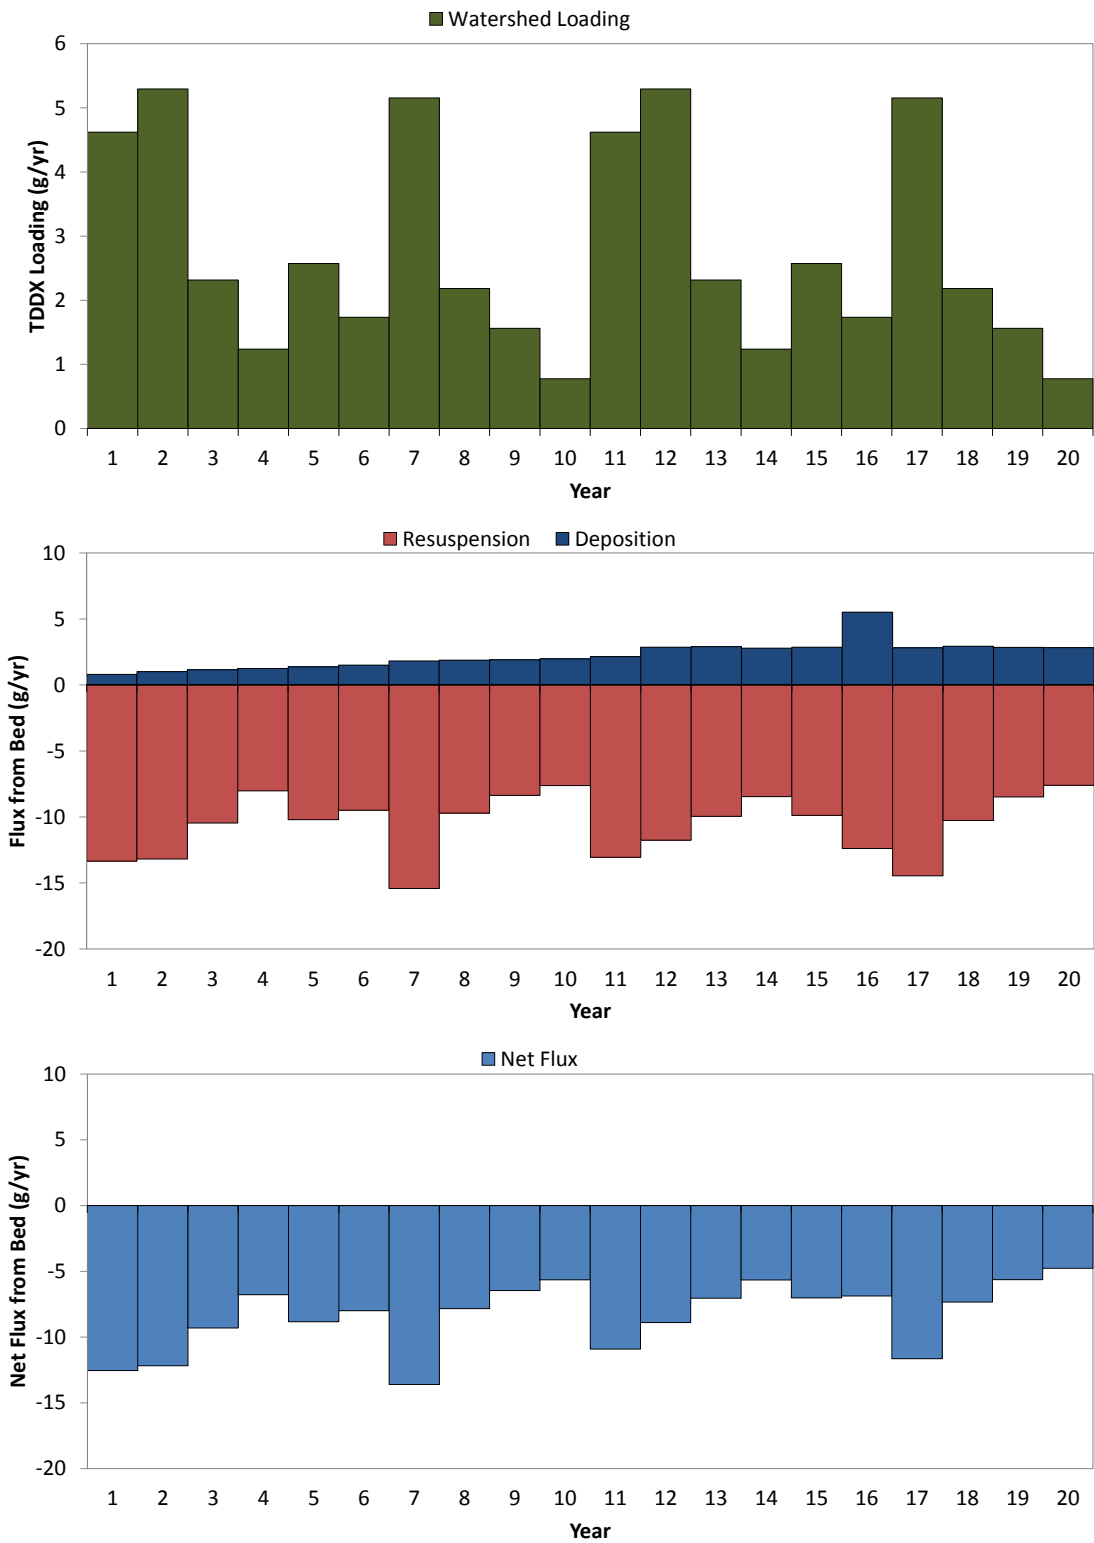 Watershed Loading
TDDX Loading (g/yr)
6
5
4
3
2
1
0
1 2 3 4 5 6 7 8 9 10 11 12 13 14 15 16 17 18 19 20
Year
Resuspension Deposition
Flux from Bed (g/yr)
10
5
0
-5
-10
-15
-20
1 2 3 4 5 6 7 8 9 10 11 12 13 14 15 16 17 18 19 20
Year
Net Flux
Net Flux from Bed (g/yr)
10
5
0
-5
-10
-15
-20
1 2 3 4 5 6 7 8 9 10 11 12 13 14 15 16 17 18 19 20
Year